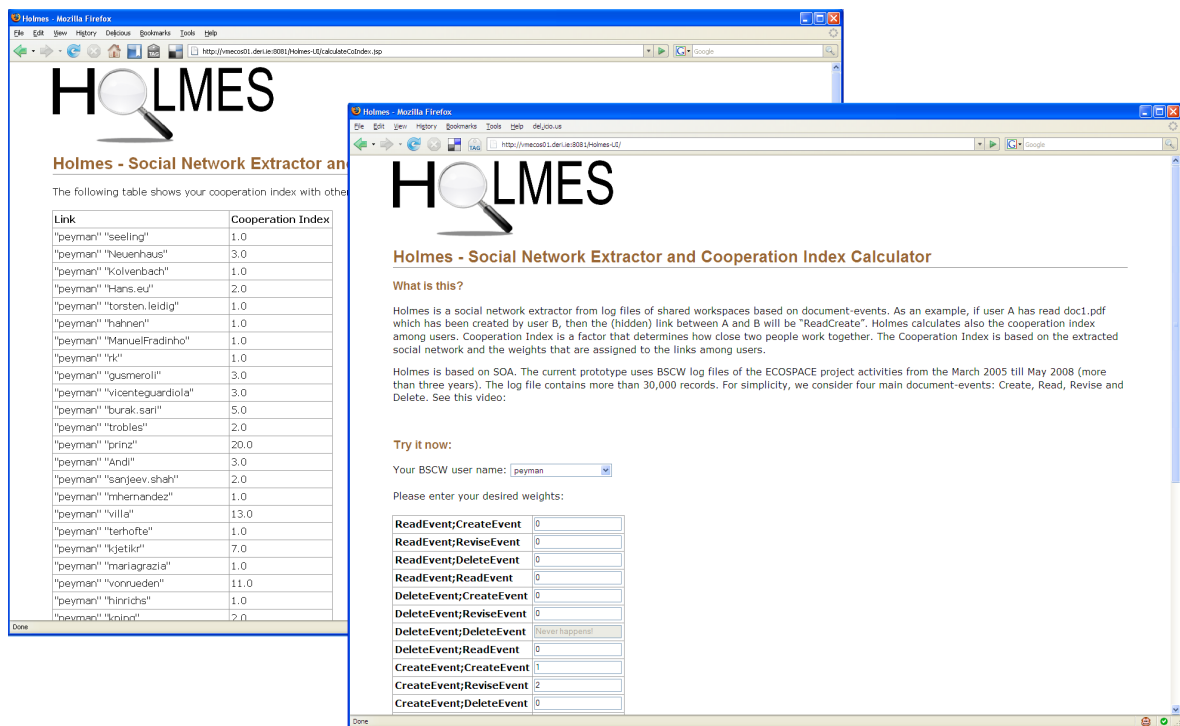 Holmes - Mozilla Firefox
File Edit View History Delicious Bookmarks Tools Help
TAG http://vmecos01.deri.ie:8081/Holmes-UI/calculateCoIndex.jsp Google
HOLMES
Holmes - Social Network Extractor an
The following table shows your cooperation index with othe
Link Cooperation Index
"peyman" "seeling" 1.0
"peyman" "Neuenhaus" 3.0
"peyman" "Kolvenbach" 1.0
"peyman" "Hans.eu" 2.0
"peyman" "torsten.leidig" 1.0
"peyman" "hahnen" 1.0
"peyman" "ManuelFradinho" 1.0
"peyman" "rk" 1.0
"peyman" "gusmeroli" 3.0
"peyman" "vicenteguardiola" 3.0
"peyman" "burak.sari" 5.0
"peyman" "trobles" 2.0
"peyman" "prinz" 20.0
"peyman" "Andi" 3.0
"peyman" "sanjeev.shah" 2.0
"peyman" "mhernandez" 1.0
"peyman" "villa" 13.0
"peyman" "terhofte" 1.0
"peyman" "kjetikr" 7.0
"peyman" "mariagrazia" 1.0
"peyman" "vonrueden" 11.0
"peyman" "hinrichs" 1.0
"peyman" "kning" 2.0
Done
Holmes - Mozilla Firefox
File Edit View History Bookmarks Tools Help del.icio.us
TAG http://vmecos01.deri.ie:8081/Holmes-UI/ Google
HOLMES
Holmes - Social Network Extractor and Cooperation Index Calculator
What is this?
Holmes is a social network extractor from log files of shared workspaces based on document-events. As an example, if user A has read doc1.pdf
which has been created by user B, then the (hidden) link between A and B will be "ReadCreate". Holmes calculates also the cooperation index
among users. Cooperation Index is a factor that determines how close two people work together. The Cooperation Index is based on the extracted
social network and the weights that are assigned to the links among users.
Holmes is based on SOA. The current prototype uses BSCW log files of the ECOSPACE project activities from the March 2005 till May 2008 (more
than three years). The log file contains more than 30,000 records. For simplicity, we consider four main document-events: Create, Read, Revise and
Delete. See this video:
Try it now:
Your BSCW user name: peyman
Please enter your desired weights:
ReadEvent;CreateEvent 0
ReadEvent;ReviseEvent 0
ReadEvent;DeleteEvent 0
ReadEvent;ReadEvent 0
DeleteEvent;CreateEvent 0
DeleteEvent;ReviseEvent 0
DeleteEvent;DeleteEvent Never happens!
DeleteEvent;ReadEvent 0
CreateEvent;CreateEvent 1
CreateEvent;ReviseEvent 2
CreateEvent;DeleteEvent 0
Done